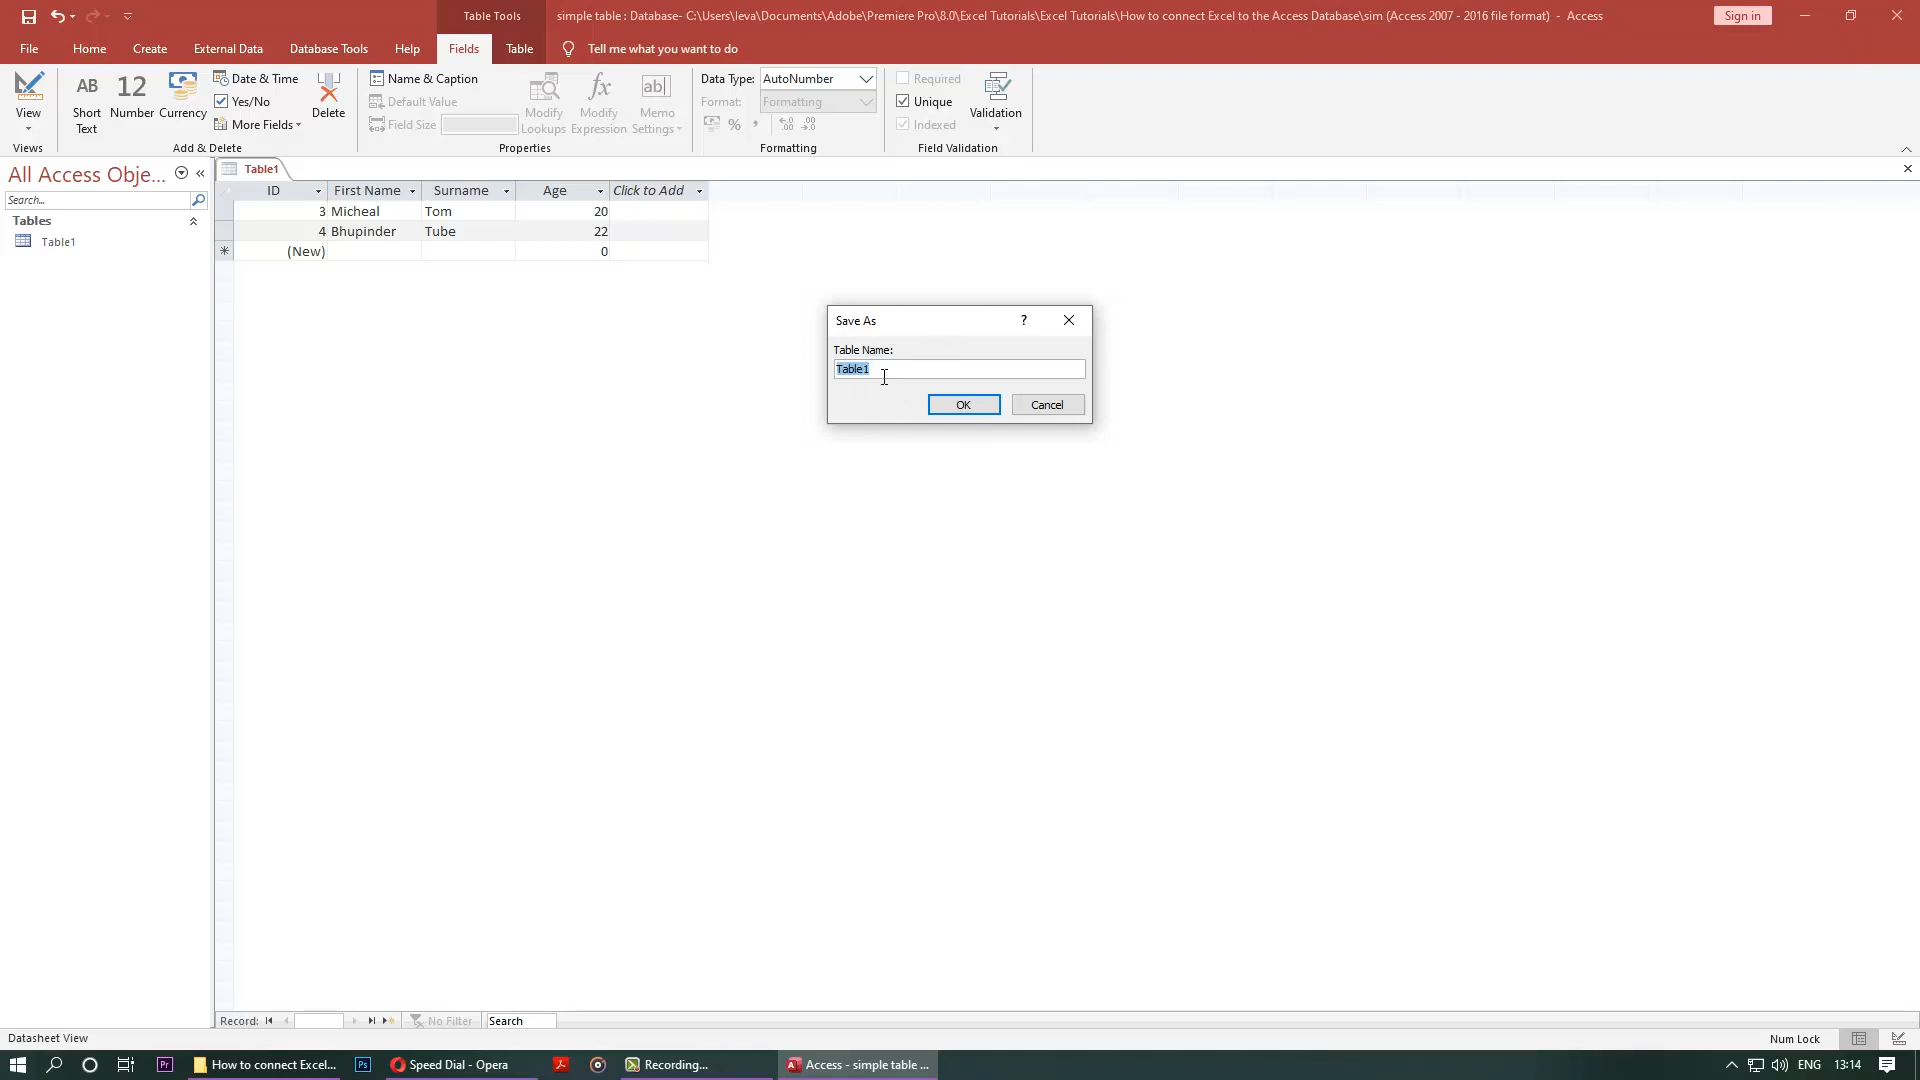 Table Tools
simple table : Database- C:\Users\leva\Documents\Adobe\Premiere Pro\8.0\Excel Tutorials\Excel Tutorials\How to connect Excel to the Access Database\sim (Access 2007 - 2016 file format) - Access
Sign in
File Home Create External Data Database Tools Help Fields Table Tell me what you want to do
View
Views
AB
Short Text
12
Number
Currency
Date & Time
Yes/No
More Fields
Delete
Add & Delete
Name & Caption
Default Value
Field Size
Modify Lookups
fx
Modify Expression
ab|
Memo Settings
Properties
Data Type: AutoNumber
Format: Formatting
% ,
Formatting
Required
Unique
Indexed
Validation
Field Validation
All Access Obje...
Search...
Tables
Table1
Table1
ID First Name Surname Age Click to Add
3 Micheal Tom 20
4 Bhupinder Tube 22
(New) 0
Save As ?
Table Name:
Table1
OK Cancel
Record: No Filter Search
Datasheet View Num Lock
Pr How to connect Excel... Ps Speed Dial - Opera Recording... Access - simple table ... ENG 13:14